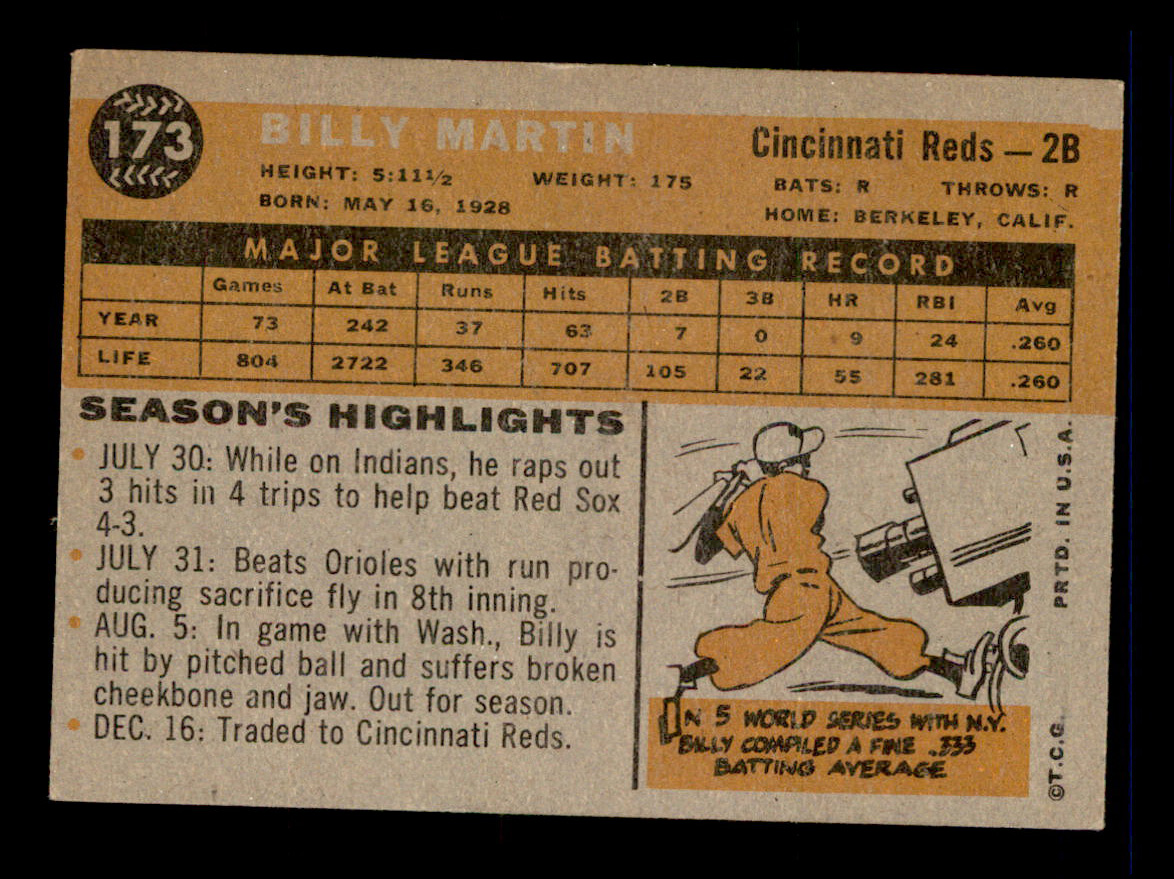 173
BILLY MARTIN
Cincinnati Reds — 2B
HEIGHT: 5:11½ WEIGHT: 175 BATS: R THROWS: R
BORN: MAY 16, 1928 HOME: BERKELEY, CALIF.
MAJOR LEAGUE BATTING RECORD
Games At Bat Runs Hits 2B 3B HR RBI Avg
YEAR 73 242 37 63 7 0 9 24 .260
LIFE 804 2722 346 707 105 22 55 281 .260
SEASON'S HIGHLIGHTS
• JULY 30: While on Indians, he raps out
3 hits in 4 trips to help beat Red Sox
4-3.
• JULY 31: Beats Orioles with run pro-
ducing sacrifice fly in 8th inning.
• AUG. 5: In game with Wash., Billy is
hit by pitched ball and suffers broken
cheekbone and jaw. Out for season.
• DEC. 16: Traded to Cincinnati Reds.
IN 5 WORLD SERIES WITH N.Y.
BILLY COMPILED A FINE .333
BATTING AVERAGE
©T.C.G. PRTD. IN U.S.A.